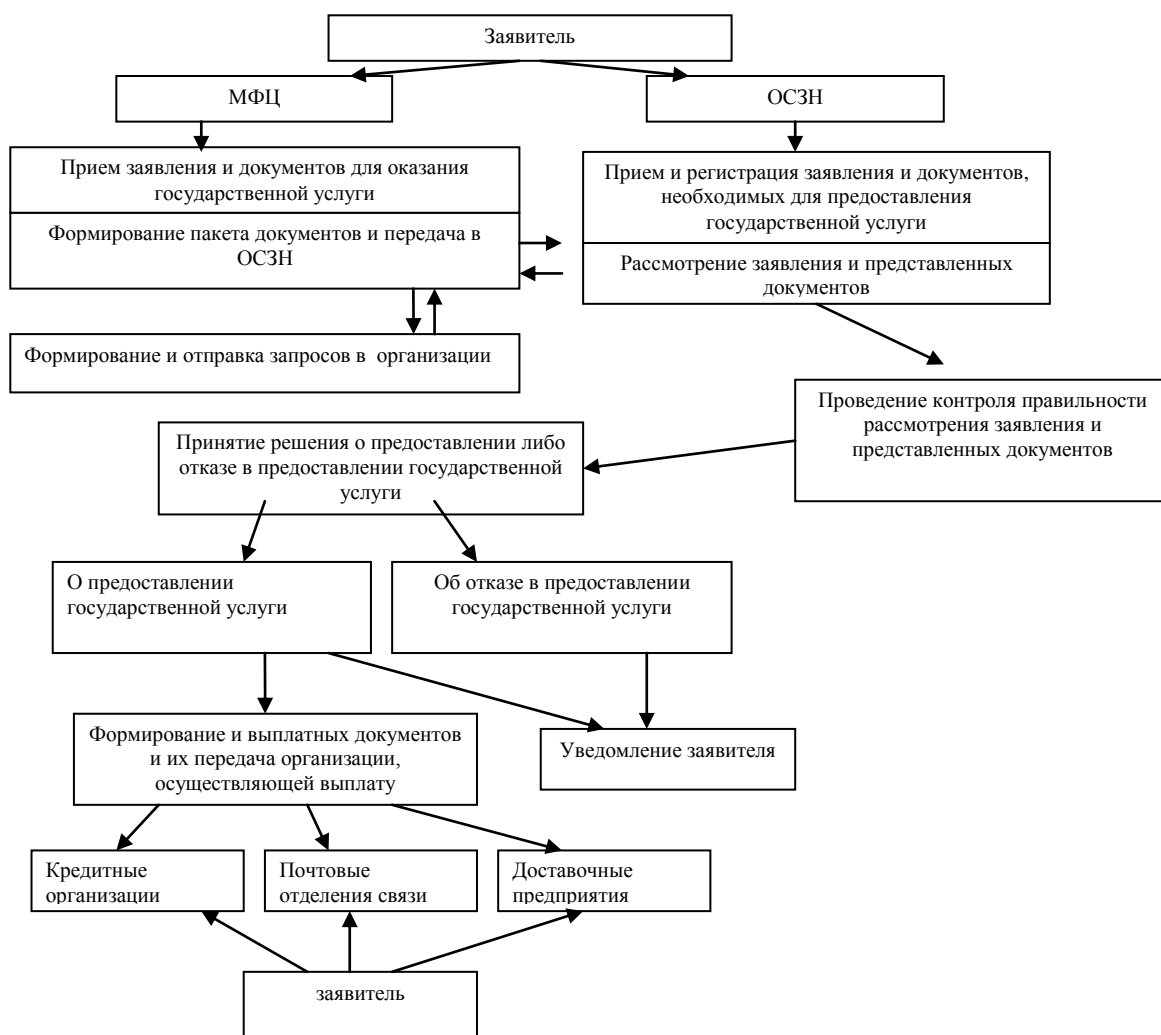 Заявитель
МФЦ
ОСЗН
Прием заявления и документов для оказания
государственной услуги
Формирование пакета документов и передача в
ОСЗН
Прием и регистрация заявления и документов,
необходимых для предоставления
государственной услуги
Рассмотрение заявления и представленных
документов
Формирование и отправка запросов в организации
Проведение контроля правильности
рассмотрения заявления и
представленных документов
Принятие решения о предоставлении либо
отказе в предоставлении государственной
услуги
О предоставлении
государственной услуги
Об отказе в предоставлении
государственной услуги
Формирование и выплатных документов
и их передача организации,
осуществляющей выплату
Уведомление заявителя
Кредитные
организации
Почтовые
отделения связи
Доставочные
предприятия
заявитель